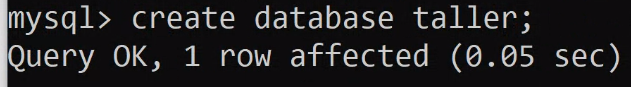 mysql> create database taller;
Query OK, 1 row affected (0.05 sec)